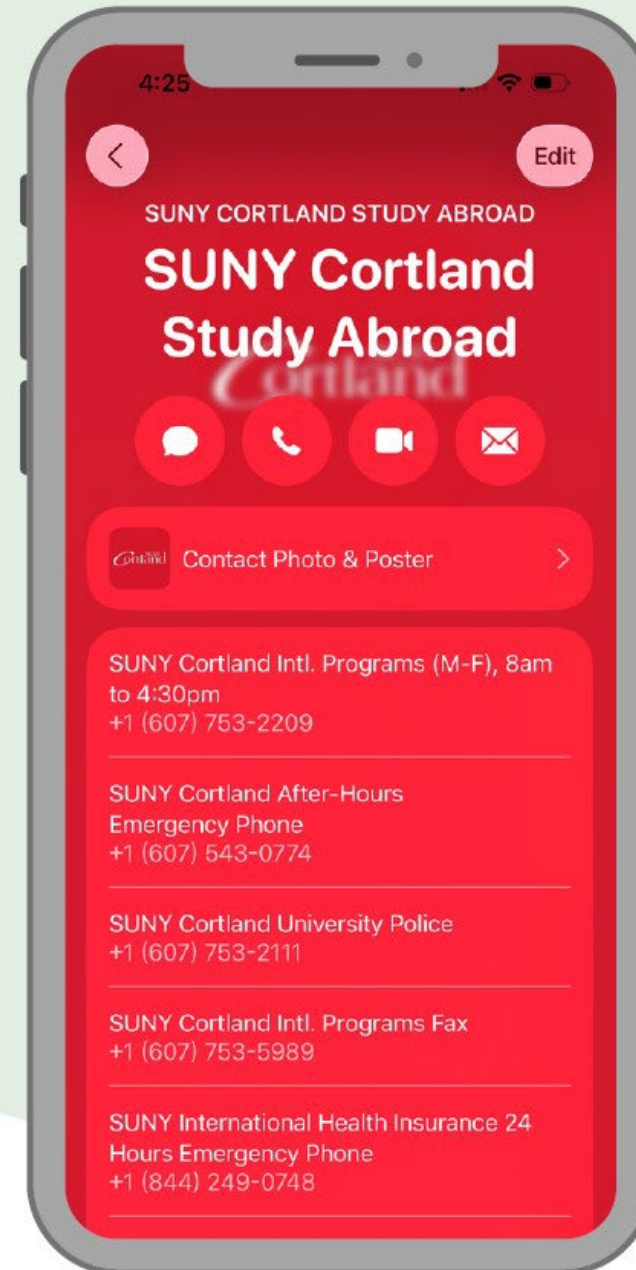 4:25
Edit
SUNY CORTLAND STUDY ABROAD
SUNY Cortland
Study Abroad
Cortland
Cortland
Contact Photo & Poster
SUNY Cortland Intl. Programs (M-F), 8am
to 4:30pm
+1 (607) 753-2209
SUNY Cortland After-Hours
Emergency Phone
+1 (607) 543-0774
SUNY Cortland University Police
+1 (607) 753-2111
SUNY Cortland Intl. Programs Fax
+1 (607) 753-5989
SUNY International Health Insurance 24
Hours Emergency Phone
+1 (844) 249-0748